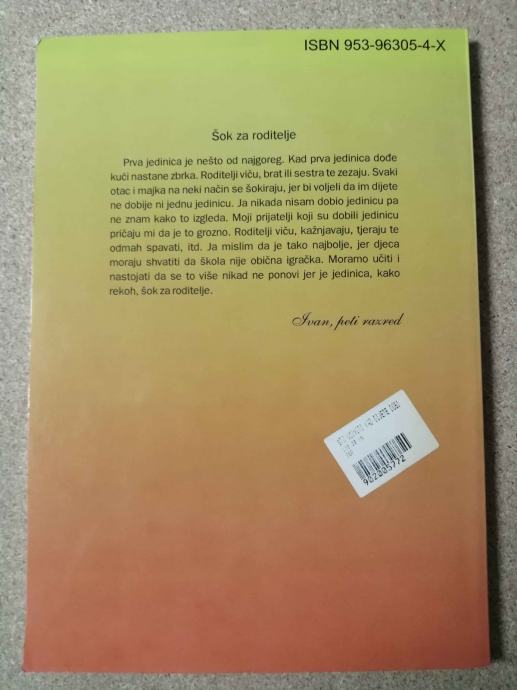 ISBN 953-96305-4-X
Šok za roditelje
Prva jedinica je nešto od najgoreg. Kad prva jedinica dođe
kući nastane zbrka. Roditelji viču, brat ili sestra te zezaju. Svaki
otac i majka na neki način se šokiraju, jer bi voljeli da im dijete
ne dobije ni jednu jedinicu. Ja nikada nisam dobio jedinicu pa
ne znam kako to izgleda. Moji prijatelji koji su dobili jedinicu
pričaju mi da je to grozno. Roditelji viču, kažnjavaju, tjeraju te
odmah spavati, itd. Ja mislim da je tako najbolje, jer djeca
moraju shvatiti da škola nije obična igračka. Moramo učiti i
nastojati da se to više nikad ne ponovi jer je jedinica, kako
rekoh, šok za roditelje.
Ivan, peti razred
KAD DIJETE DOBI
902005772